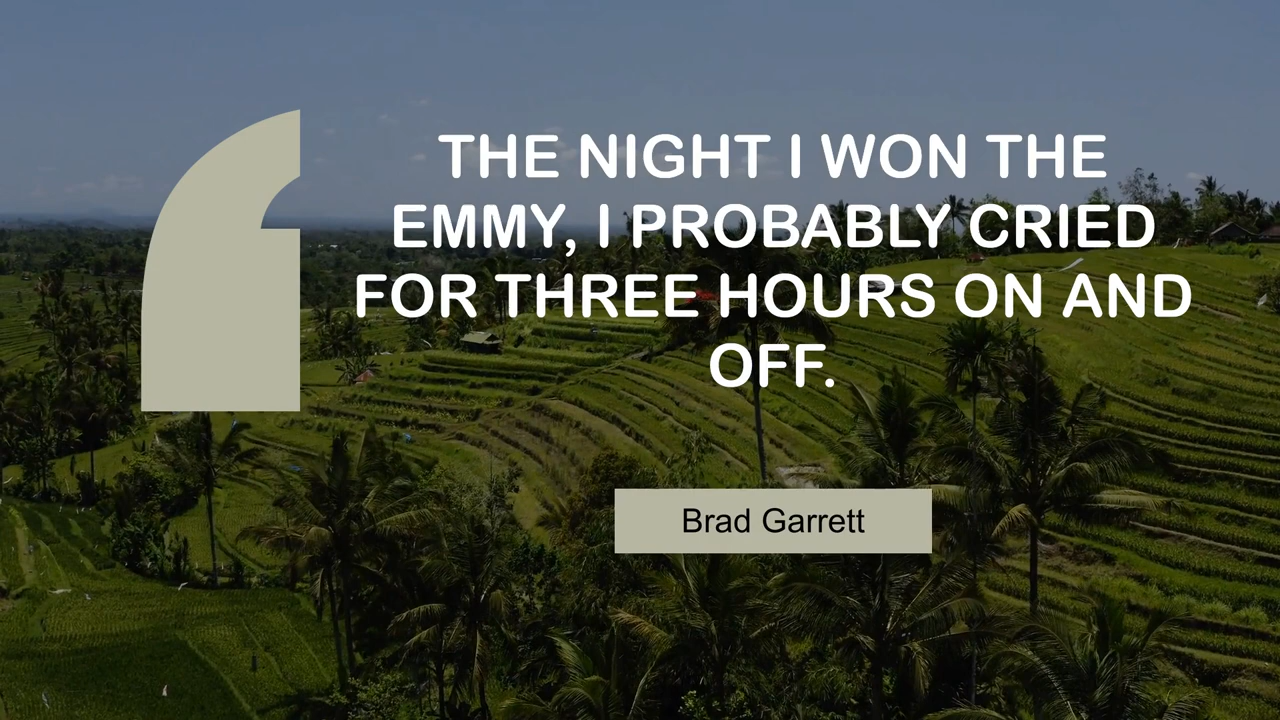 THE NIGHT I WON THE
EMMY, I PROBABLY CRIED
FOR THREE HOURS ON AND
OFF.
Brad Garrett